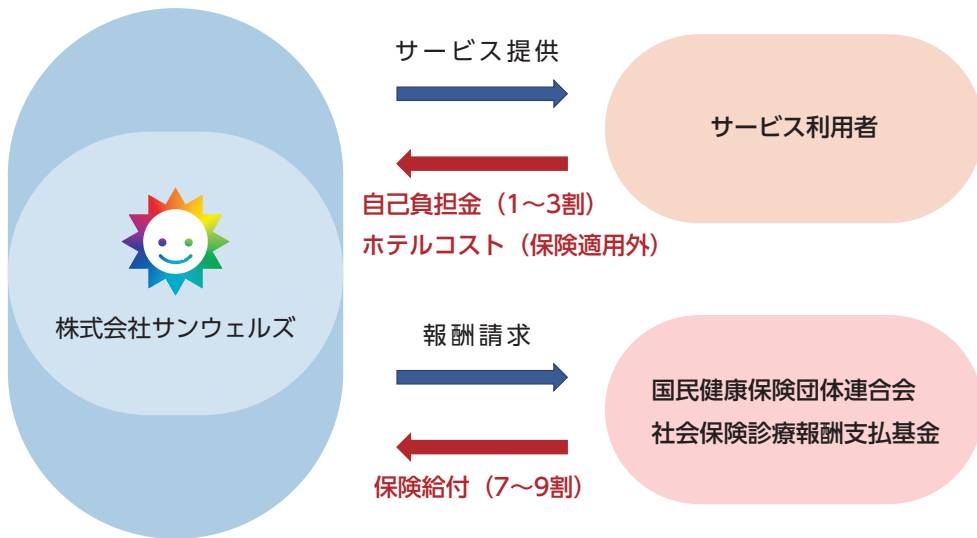 サービス提供
サービス利用者
自己負担金（1～3割）
ホテルコスト（保険適用外）
株式会社サンウェルズ
報酬請求
国民健康保険団体連合会
社会保険診療報酬支払基金
保険給付（7～9割）